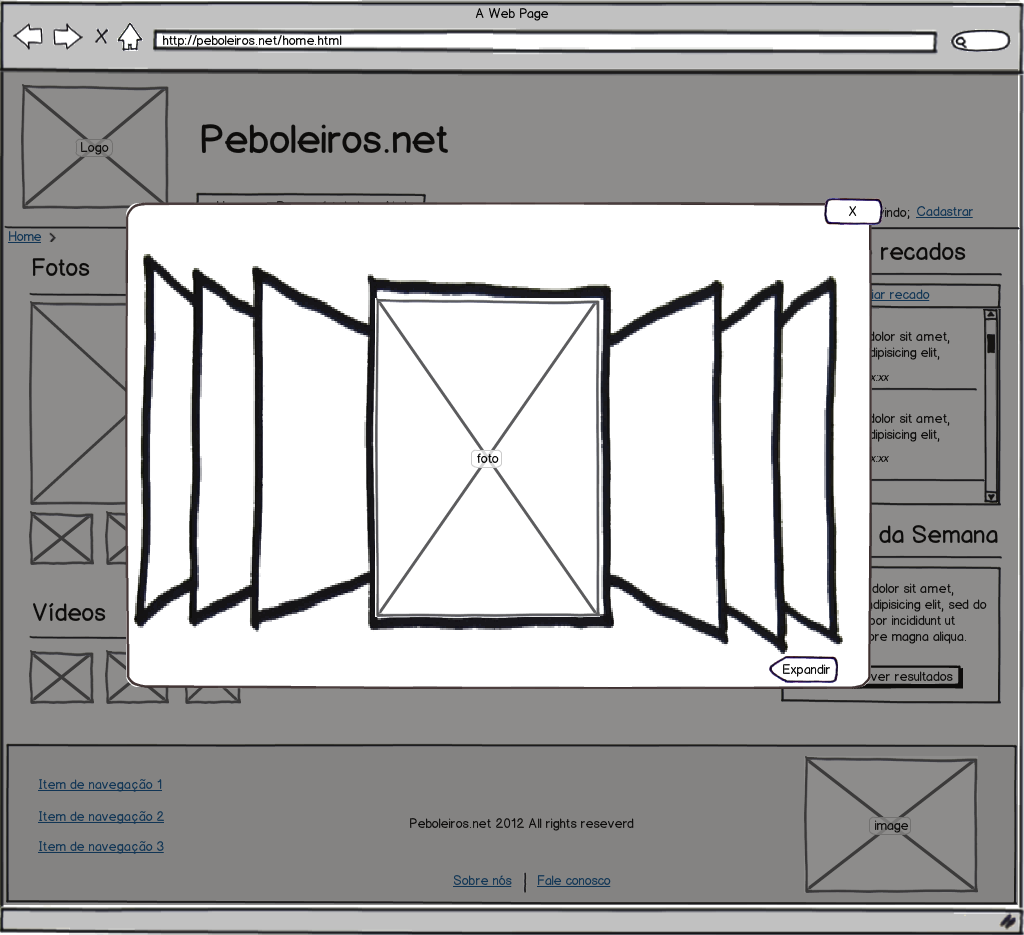 A Web Page
X
http://peboleiros.net/home.html
Logo
Peboleiros.net
vindo; Cadastrar
Home
X
Fotos
recados
iar recado
dolor sit amet,
dipisicing elit,
x:xx
dolor sit amet,
dipisicing elit,
x:xx
foto
da Semana
Vídeos
dolor sit amet,
adipisicing elit, sed do
por incididunt ut
ore magna aliqua.
Expandir
ver resultados
Item de navegação 1
Item de navegação 2
Item de navegação 3
Peboleiros.net 2012 All rights reseverd
image
Sobre nós
Fale conosco